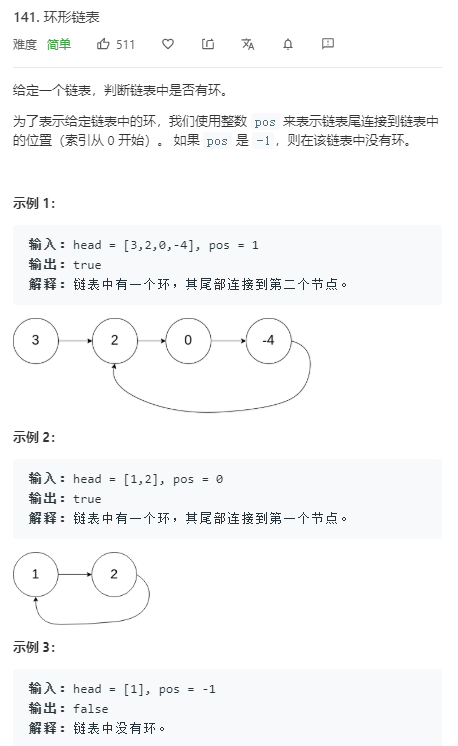 141. 环形链表
难度 简单 511
给定一个链表，判断链表中是否有环。
为了表示给定链表中的环，我们使用整数 pos 来表示链表尾连接到链表中
的位置（索引从 0 开始）。 如果 pos 是 -1，则在该链表中没有环。
示例 1：
输入：head = [3,2,0,-4], pos = 1
输出：true
解释：链表中有一个环，其尾部连接到第二个节点。
3 2 0 -4
示例 2：
输入：head = [1,2], pos = 0
输出：true
解释：链表中有一个环，其尾部连接到第一个节点。
1 2
示例 3：
输入：head = [1], pos = -1
输出：false
解释：链表中没有环。